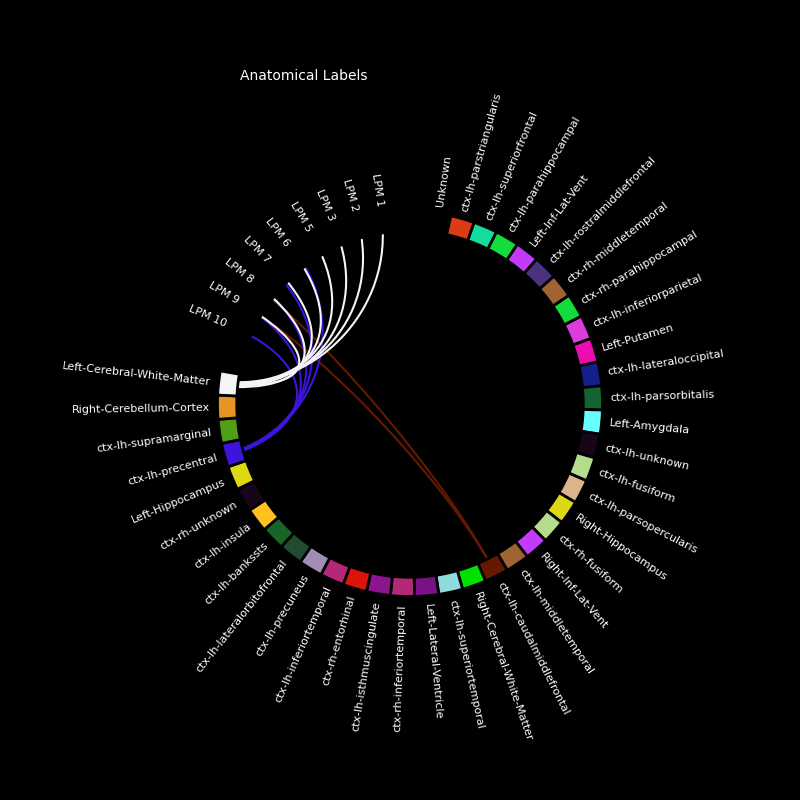 Anatomical Labels
LPM 1
LPM 2
LPM 3
LPM 5
LPM 6
LPM 7
LPM 8
LPM 9
LPM 10
Left-Cerebral-White-Matter
Right-Cerebellum-Cortex
ctx-lh-supramarginal
ctx-lh-precentral
Left-Hippocampus
ctx-rh-unknown
ctx-lh-insula
ctx-lh-bankssts
ctx-lh-lateralorbitofrontal
ctx-lh-precuneus
ctx-lh-inferiortemporal
ctx-rh-entorhinal
ctx-lh-isthmuscingulate
ctx-rh-inferiortemporal
Left-Lateral-Ventricle
ctx-lh-superiortemporal
Right-Cerebral-White-Matter
ctx-lh-caudalmiddlefrontal
ctx-lh-middletemporal
Right-Inf-Lat-Vent
ctx-rh-fusiform
Right-Hippocampus
ctx-lh-parsopercularis
ctx-lh-fusiform
ctx-lh-unknown
Left-Amygdala
ctx-lh-parsorbitalis
ctx-lh-lateraloccipital
Left-Putamen
ctx-lh-inferiorparietal
ctx-rh-parahippocampal
ctx-rh-middletemporal
ctx-lh-rostralmiddlefrontal
Left-Inf-Lat-Vent
ctx-lh-parahippocampal
ctx-lh-superiorfrontal
ctx-lh-parstriangularis
Unknown